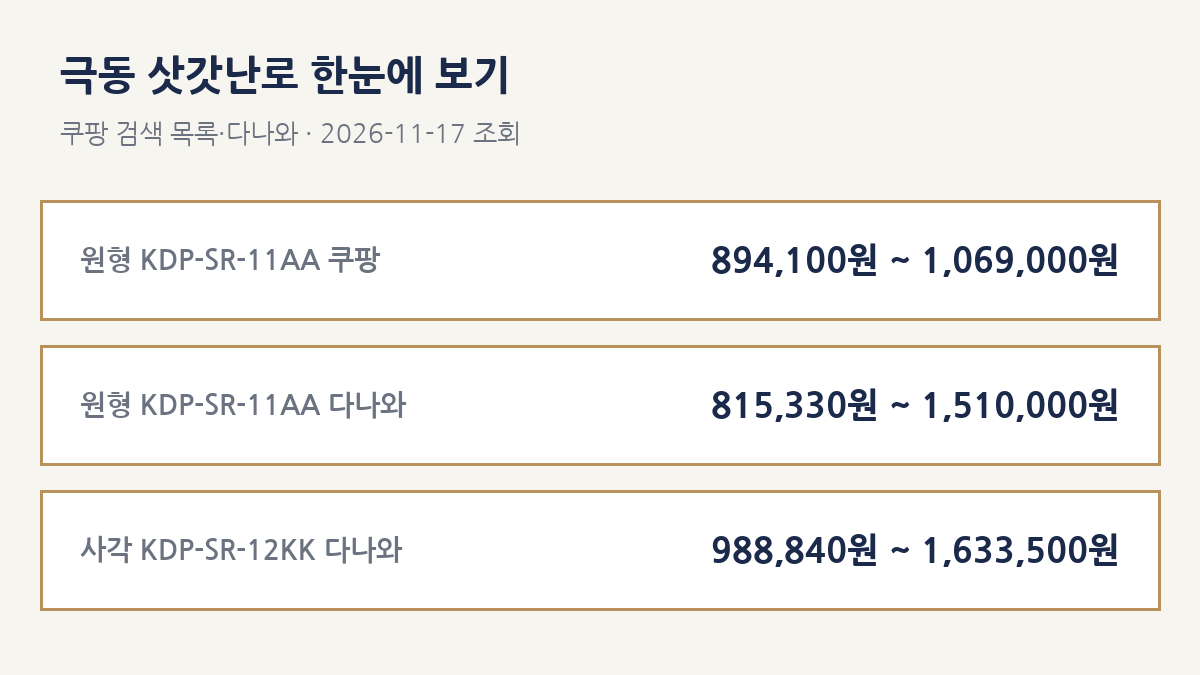 극동 삿갓난로 한눈에 보기
쿠팡 검색 목록·다나와 · 2026-11-17 조회
원형 KDP-SR-11AA 쿠팡 894,100원 ~ 1,069,000원
원형 KDP-SR-11AA 다나와 815,330원 ~ 1,510,000원
사각 KDP-SR-12KK 다나와 988,840원 ~ 1,633,500원